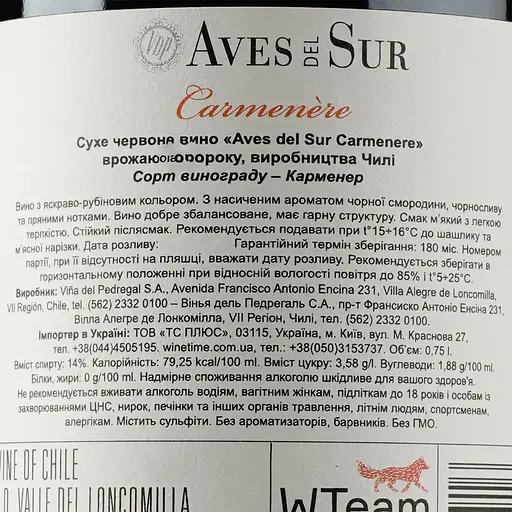 VDP
AVES DEL SUR
Carmenère
Сухе червоне вино «Aves del Sur Carmenere»
року, виробництва Чилі
Сорт винограду – Карменер
Вино з яскраво-рубіновим кольором. З насиченим ароматом чорної смородини, чорносливу
та пряними нотками. Вино добре збалансоване, має гарну структуру. Смак м'який з легкою
терпкістю. Стійкий післясмак. Рекомендується подавати при t°15÷16°С до шашлику та
м'ясної нарізки. Дата розливу: Гарантійний термін зберігання: 180 міс. Номером
партії, при її відсутності на пляшці, вважати дату розливу. Рекомендується зберігати в
горизонтальному положенні при відносній вологості повітря до 85% і t°5÷25°С.
Виробник: Viña del Pedregal S.A., Avenida Francisco Antonio Encina 231, Villa Alegre de Loncomilla,
VII Región, Chile, tel. (562) 2332 0100 – Вінья дель Педрегаль С.А., пр-т Франсиско Антоніо Енсіна 231,
Вілла Алегре де Лонкомілла, VII Регіон, Чилі, тел. (562) 2332 0100.
Імпортер в Україні: ТОВ «ТС ПЛЮС», 03115, Україна, м. Київ, вул. М. Краснова 27,
тел. +38(044)4505195. winetime.com.ua, тел.: +38(050)3153737. Об'єм: 0,75 l.
Вміст спирту: 14%. Калорійність: 79,25 kcal/100 ml. Вміст цукру: 3,58 g/l. Вуглеводи: 1,88 g/100 ml.
Білки, жири: 0 g/100 ml. Надмірне споживання алкоголю шкідливе для вашого здоров'я.
Не рекомендується вживати алкоголь водіям, вагітним жінкам, підліткам до 18 років і особам із
захворюваннями ЦНС, нирок, печінки та інших органів травлення, літнім людям, спортсменам,
алергікам. Містить сульфіти. Без ароматизаторів, барвників. Без ГМО.
WINE OF CHILE
D.O. VALLE DEL LONCOMILLA
WTeam